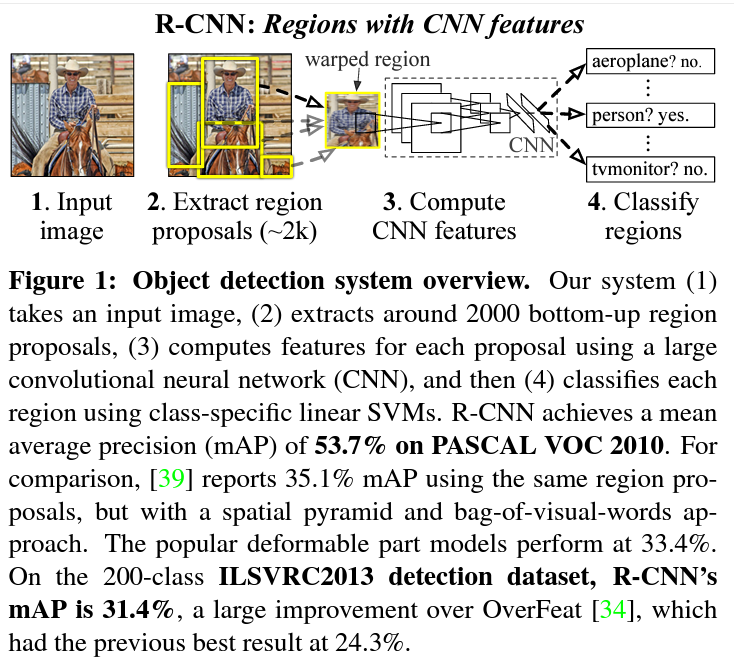 R-CNN: Regions with CNN features
warped region
aeroplane? no.
person? yes.
tvmonitor? no.
CNN
1. Input
image
2. Extract region
proposals (~2k)
3. Compute
CNN features
4. Classify
regions
Figure 1: Object detection system overview. Our system (1)
takes an input image, (2) extracts around 2000 bottom-up region
proposals, (3) computes features for each proposal using a large
convolutional neural network (CNN), and then (4) classifies each
region using class-specific linear SVMs. R-CNN achieves a mean
average precision (mAP) of 53.7% on PASCAL VOC 2010. For
comparison, [39] reports 35.1% mAP using the same region pro-
posals, but with a spatial pyramid and bag-of-visual-words ap-
proach. The popular deformable part models perform at 33.4%.
On the 200-class ILSVRC2013 detection dataset, R-CNN's
mAP is 31.4%, a large improvement over OverFeat [34], which
had the previous best result at 24.3%.